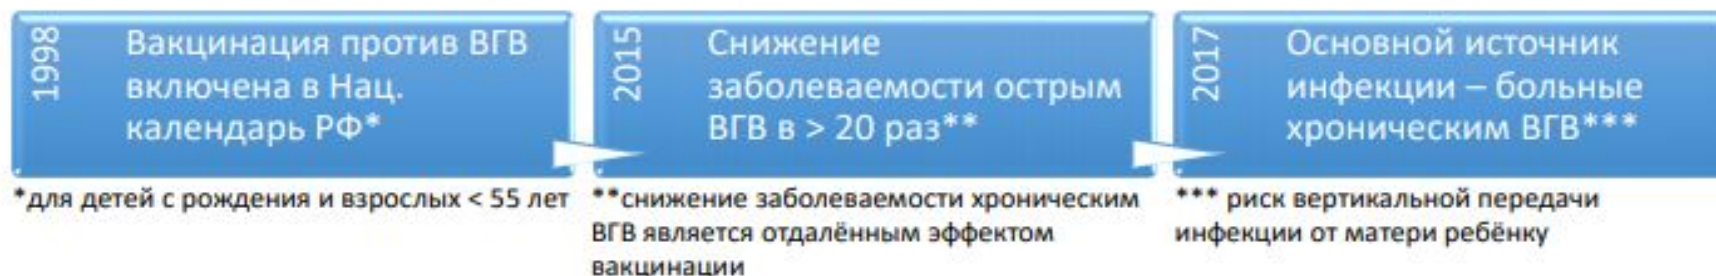 1998
Вакцинация против ВГВ
включена в Нац.
календарь РФ*
*для детей с рождения и взрослых < 55 лет
2015
Снижение
заболеваемости острым
ВГВ в > 20 раз**
**снижение заболеваемости хроническим
ВГВ является отдалённым эффектом
вакцинации
2017
Основной источник
инфекции – больные
хроническим ВГВ***
*** риск вертикальной передачи
инфекции от матери ребёнку